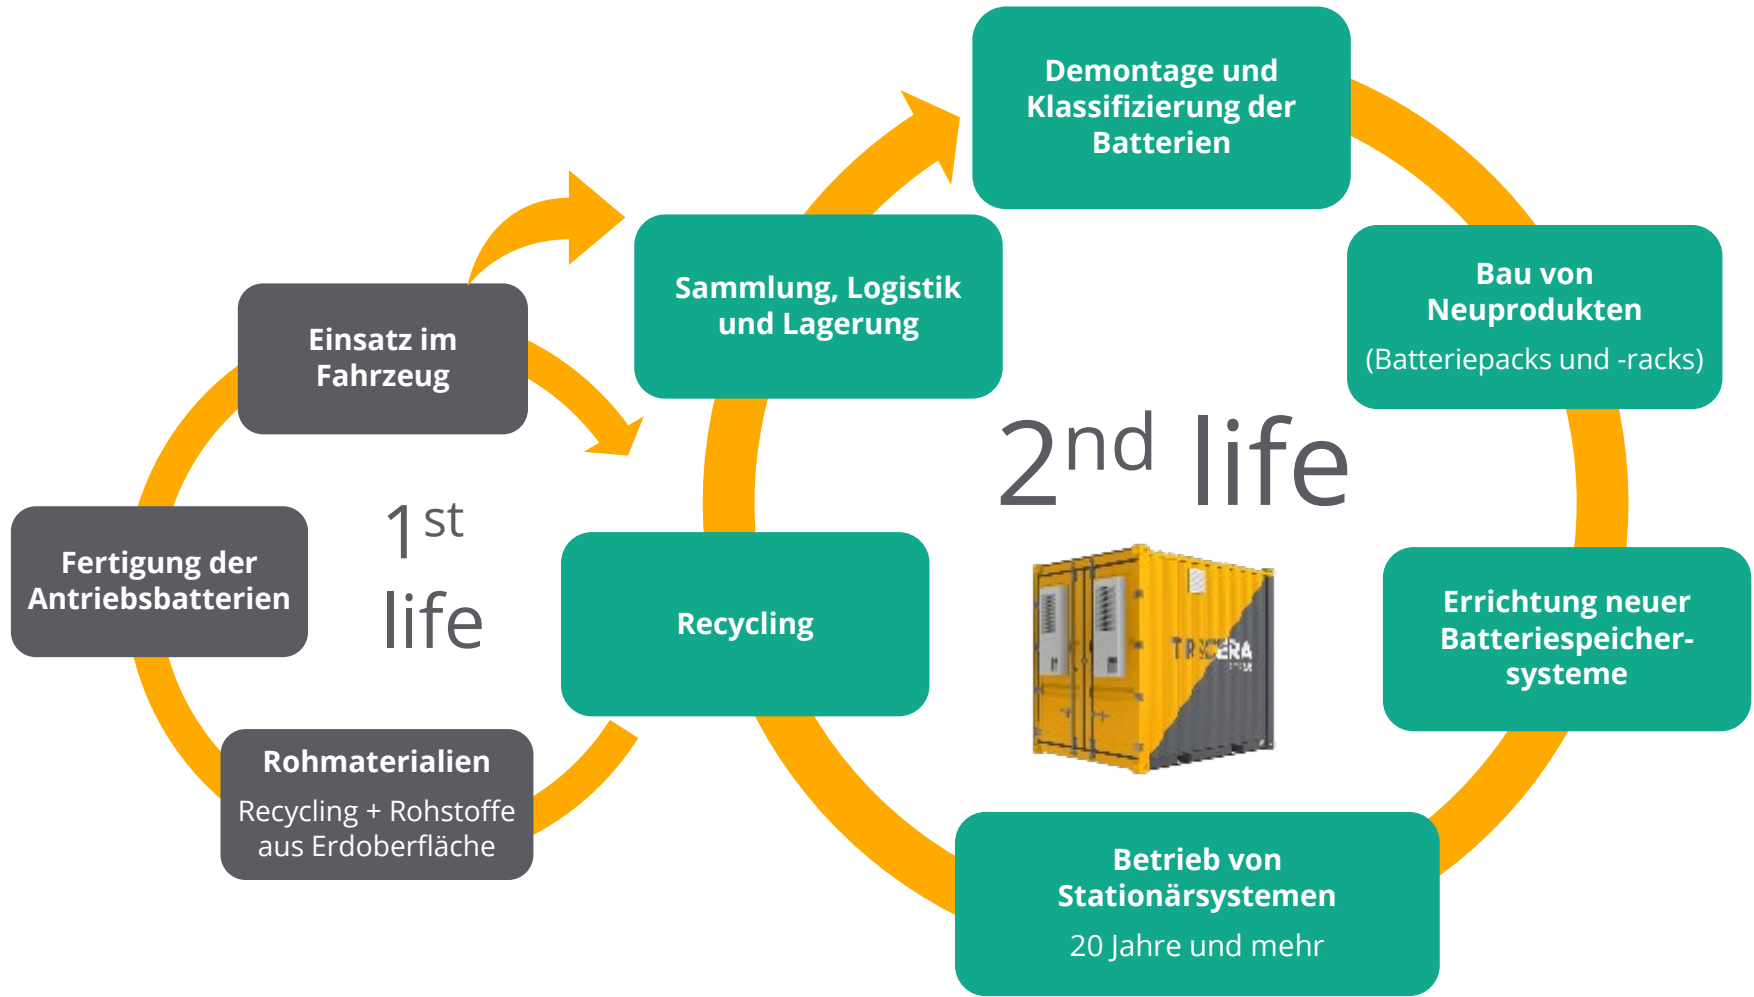 Demontage und
Klassifizierung der
Batterien
Sammlung, Logistik
und Lagerung
Bau von
Neuprodukten
(Batteriepacks und -racks)
Einsatz im
Fahrzeug
2nd life
1st
life
Fertigung der
Antriebsbatterien
Recycling
Errichtung neuer
Batteriespeicher-
systeme
Rohmaterialien
Recycling + Rohstoffe
aus Erdoberfläche
Betrieb von
Stationärsystemen
20 Jahre und mehr